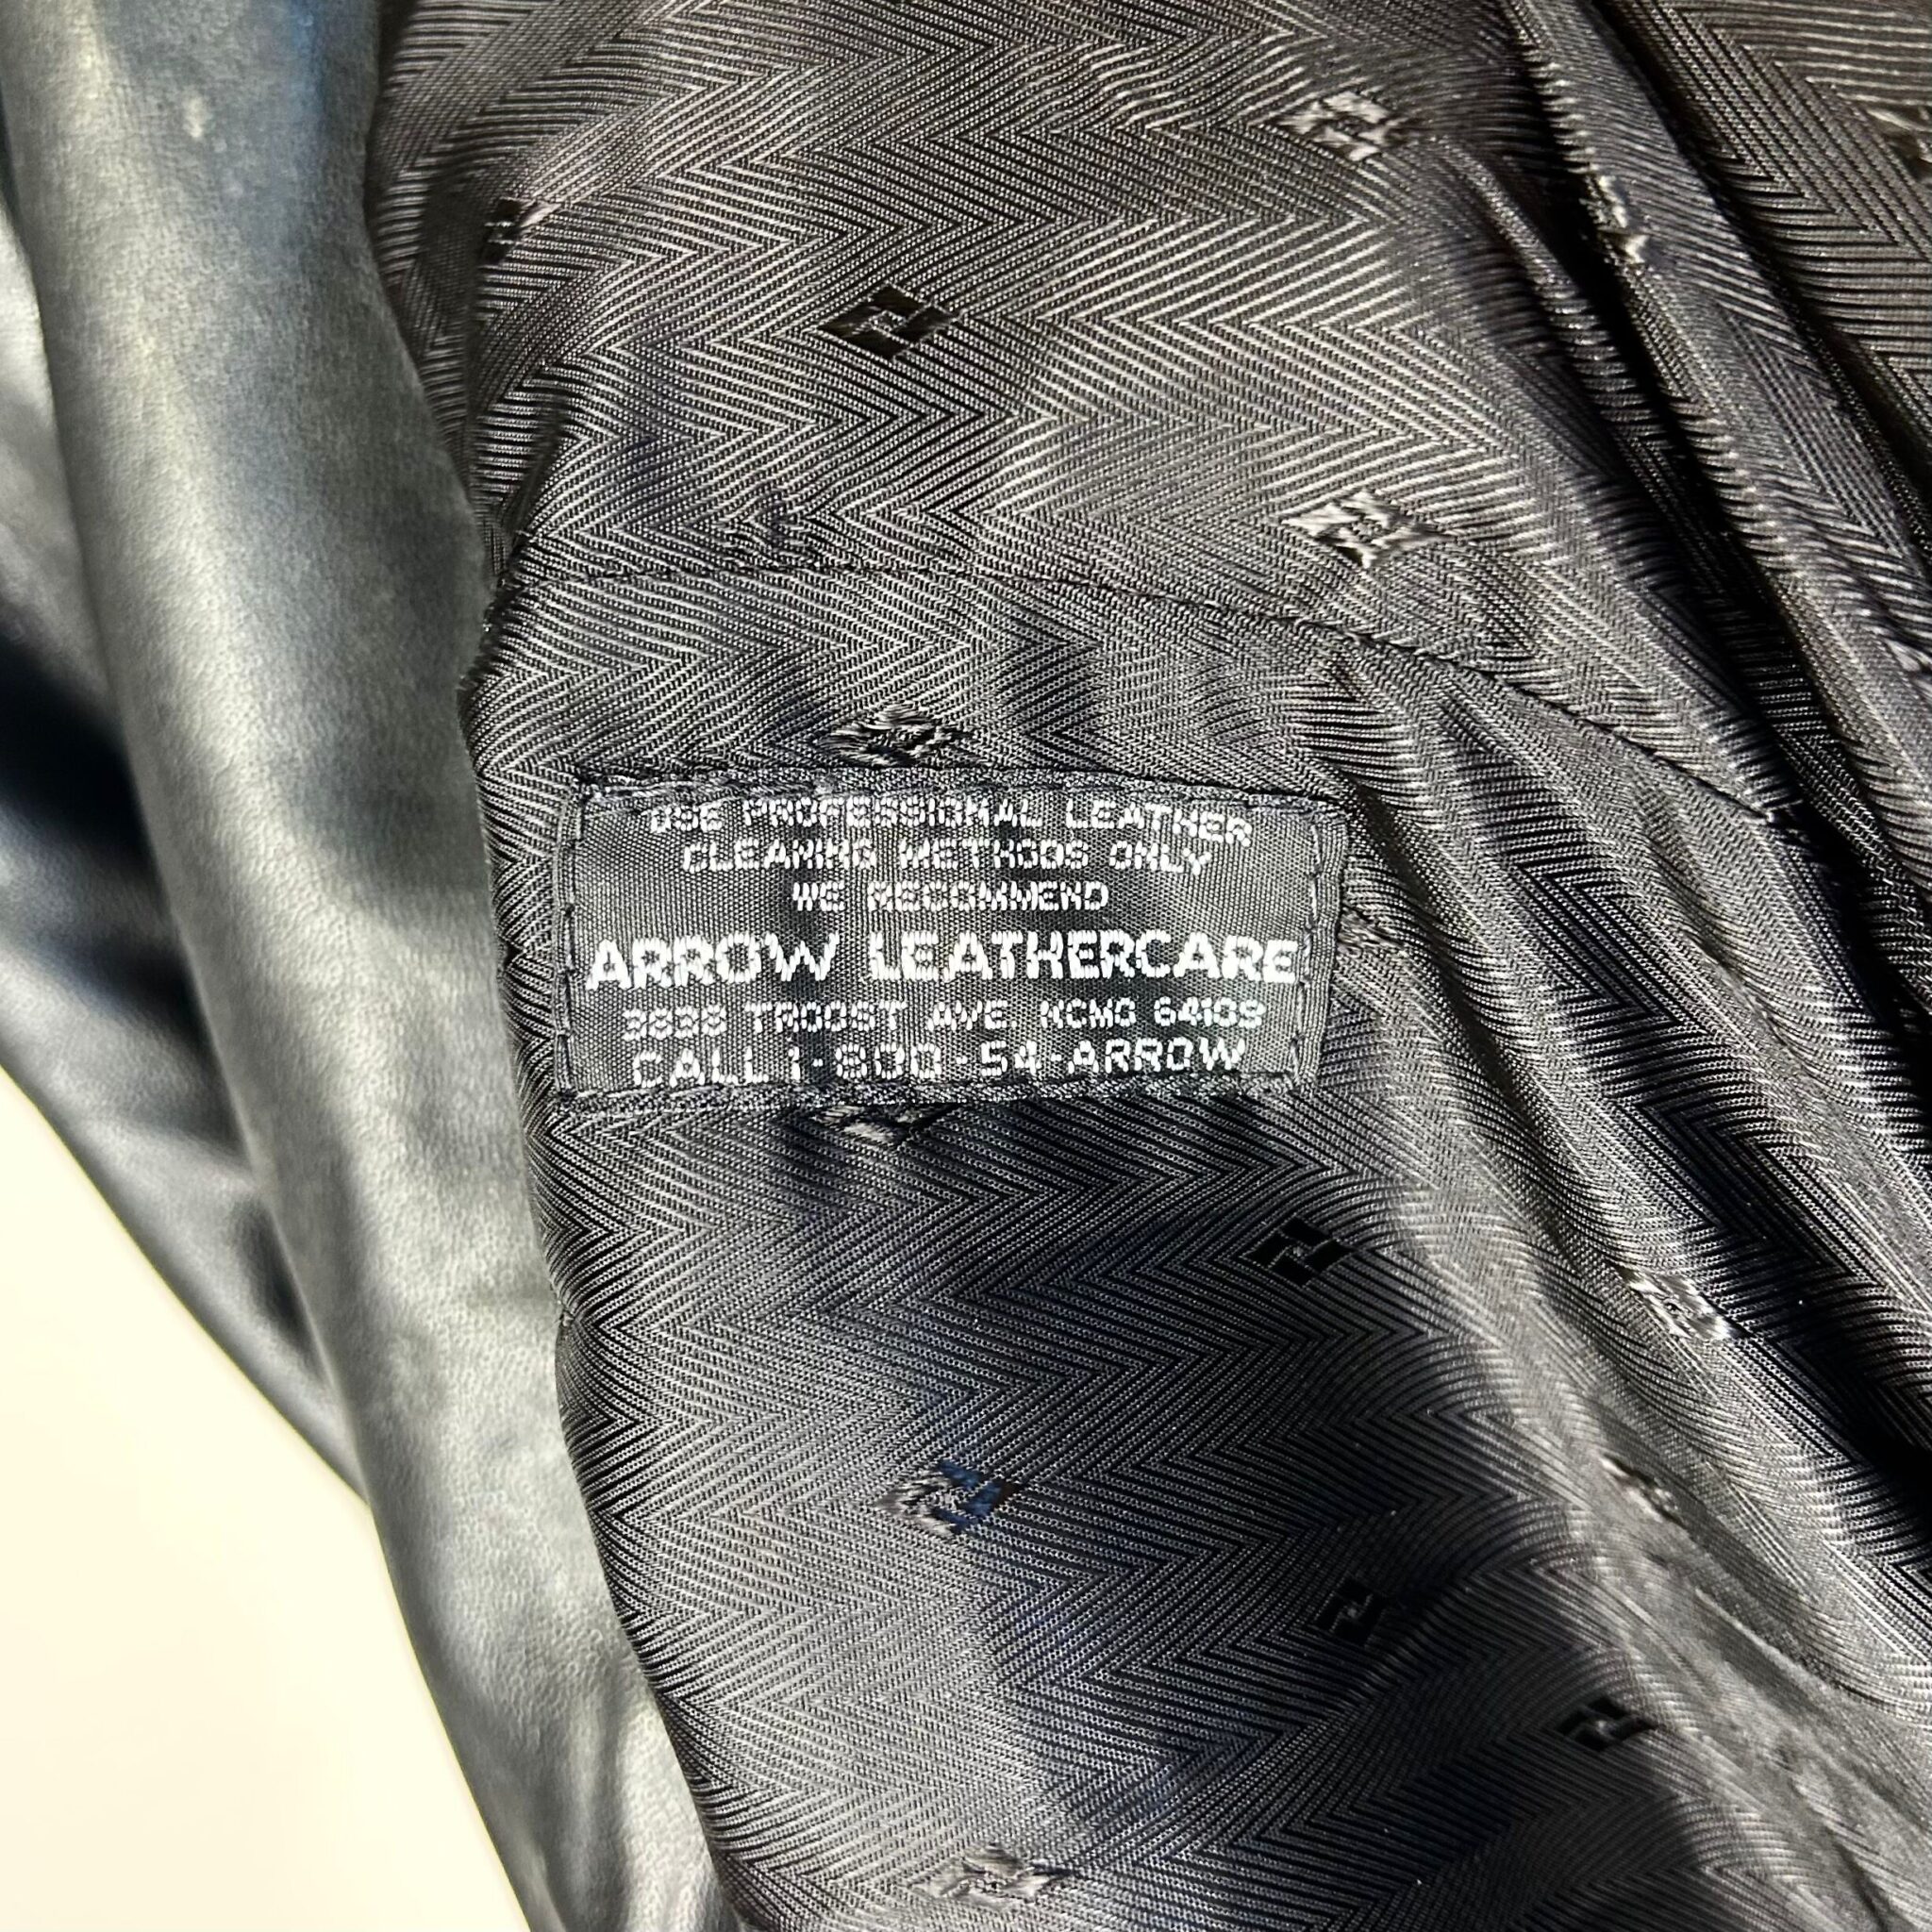 USE PROFESSIONAL LEATHER
CLEANING METHODS ONLY
WE RECOMMEND
ARROW LEATHERCARE
3838 TROOST AVE. KCMO 64109
CALL 1-800-54-ARROW